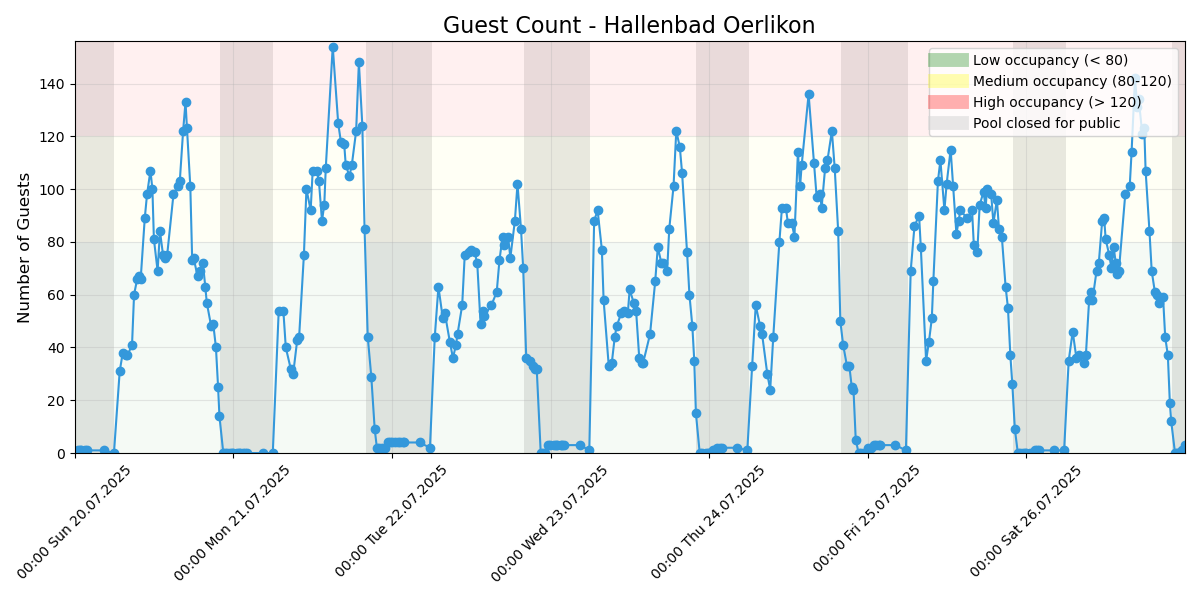 Guest Count - Hallenbad Oerlikon
Number of Guests
140
120
100
80
60
40
20
0
Low occupancy (< 80)
Medium occupancy (80-120)
High occupancy (> 120)
Pool closed for public
00:00 Sun 20.07.2025
00:00 Mon 21.07.2025
00:00 Tue 22.07.2025
00:00 Wed 23.07.2025
00:00 Thu 24.07.2025
00:00 Fri 25.07.2025
00:00 Sat 26.07.2025